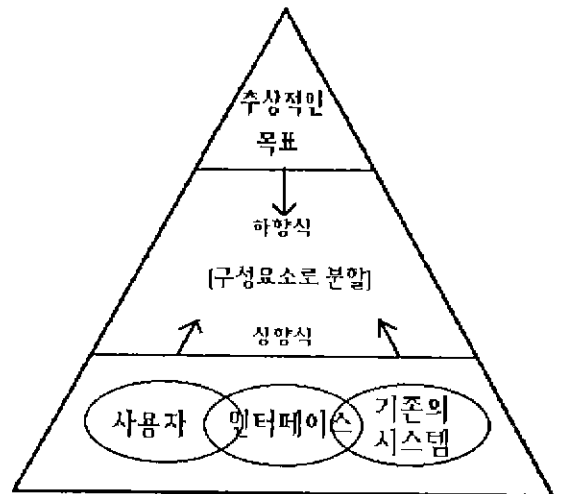 추상적인
목표
하향식
[구성요소로 분할]
상향식
사용자
인터페이스
기존의
시스템